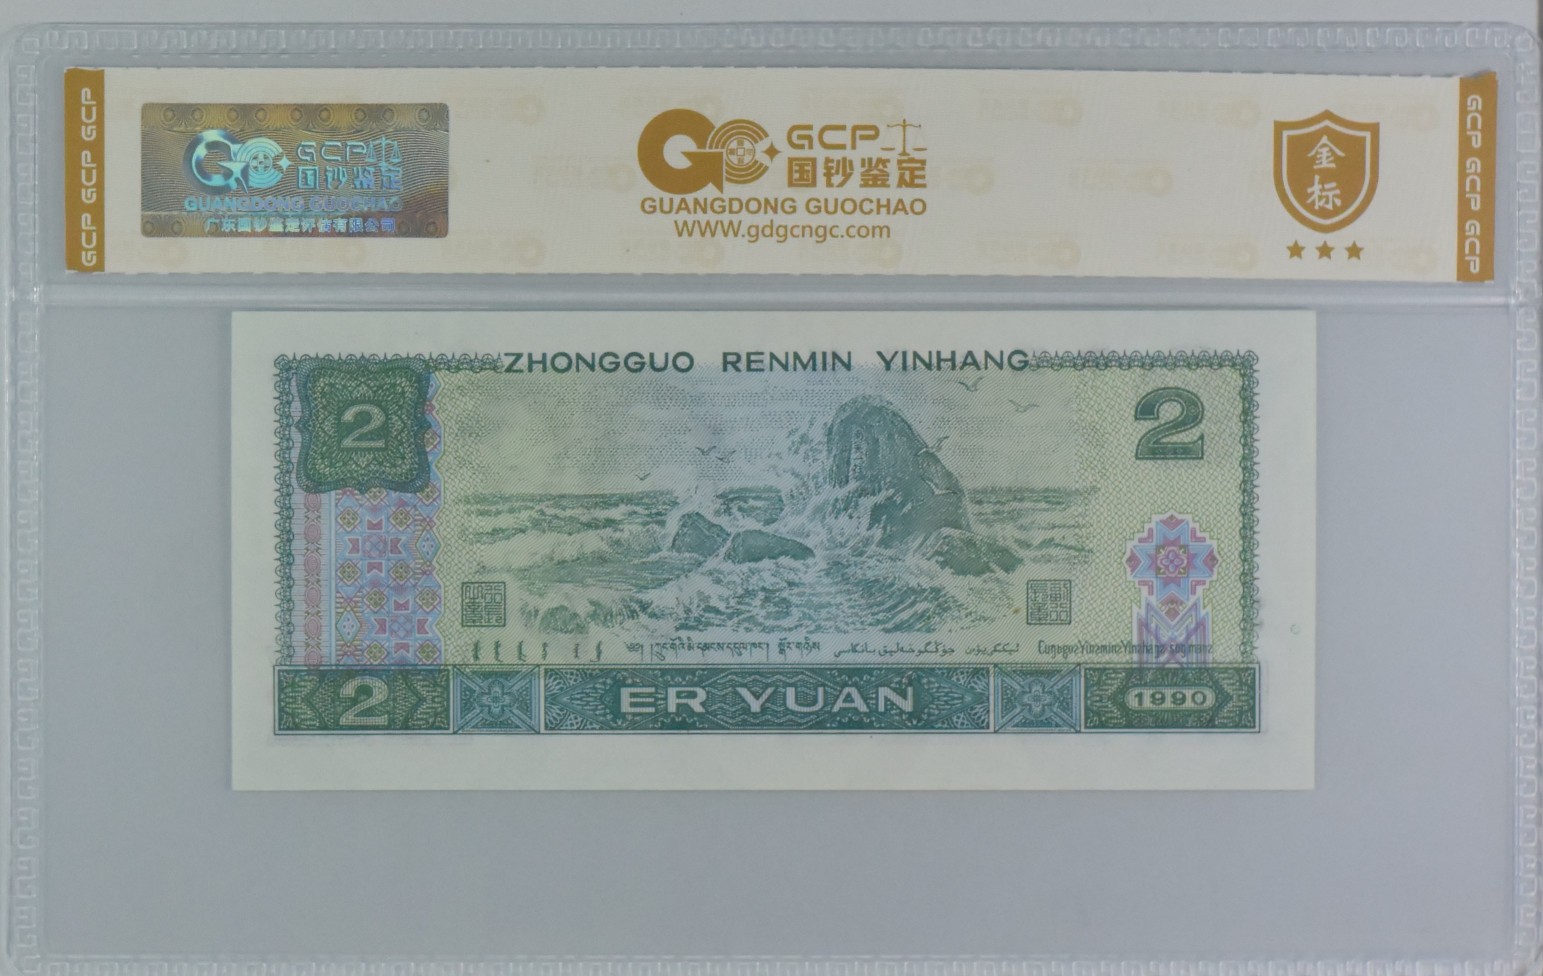 GCP GCP GCP
GCP
国钞鉴定
GUANGDONG GUOCHAO
广东国钞鉴定评估有限公司
GCP
国钞鉴定
GUANGDONG GUOCHAO
WWW.gdgcngc.com
金标
GCP GCP GCP
ZHONGGUO RENMIN YINHANG
2
2
2
ER YUAN
1990